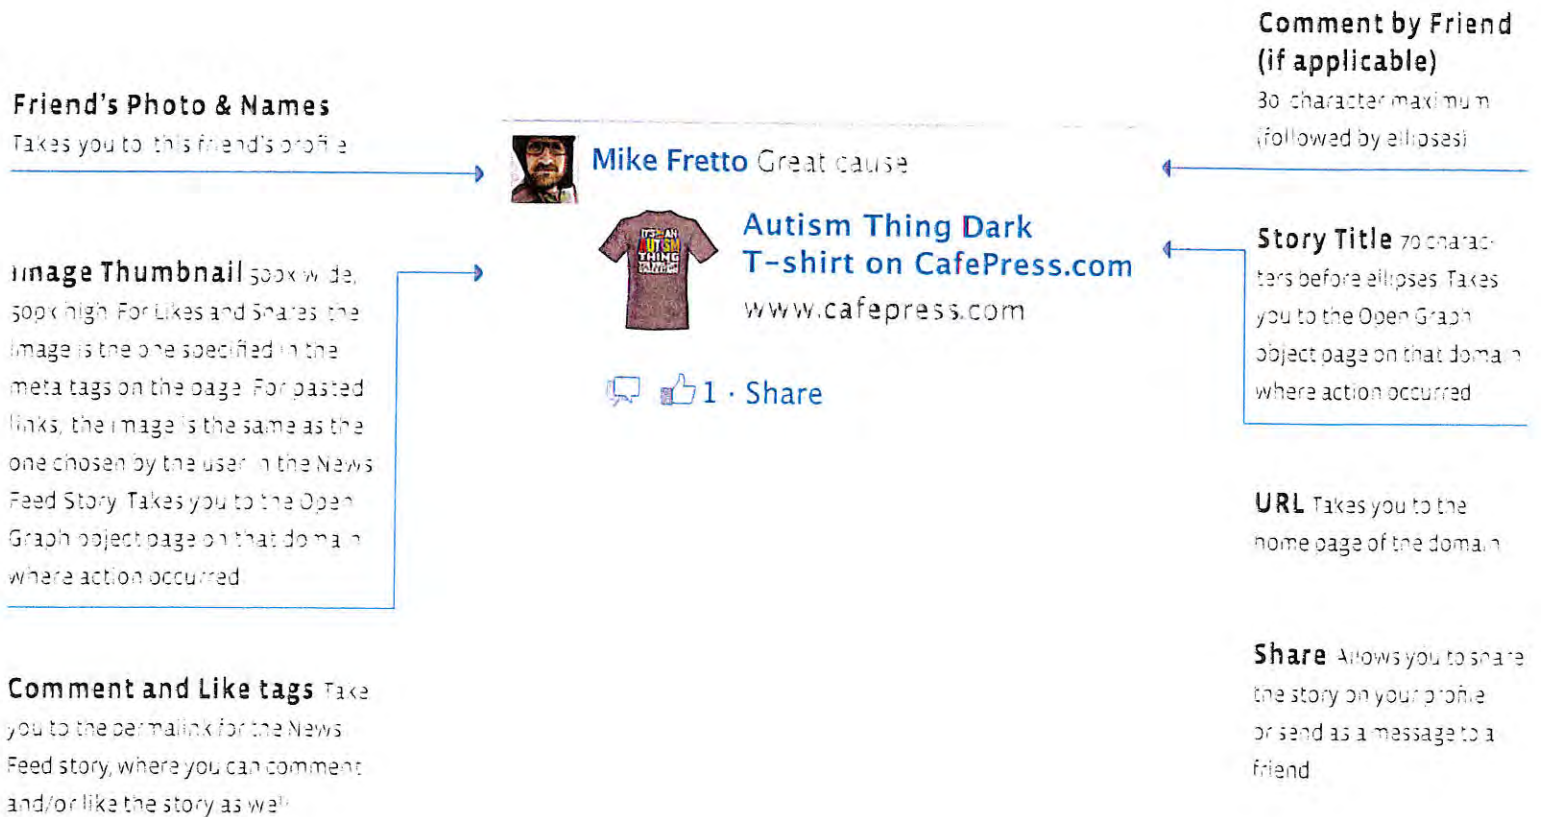 Friend's Photo & Names
Takes you to this friend's profile
Image Thumbnail 50px wide,
50px high. For Likes and Shares, the
image is the one specified in the
meta tags on the page. For pasted
links, the image is the same as the
one chosen by the user in the News
Feed Story. Takes you to the Open
Graph object page on that domain
where action occurred
Comment and Like tags Take
you to the permalink for the News
Feed story, where you can comment
and/or like the story as well
Mike Fretto Great cause
IT'S AN
AUTISM
THING
Autism Thing Dark
T-shirt on CafePress.com
www.cafepress.com
1 · Share
Comment by Friend
(if applicable)
30 character maximum
(followed by ellipses)
Story Title 70 charac-
ters before ellipses. Takes
you to the Open Graph
object page on that domain
where action occurred
URL Takes you to the
home page of the domain
Share Allows you to share
the story on your profile
or send as a message to a
friend